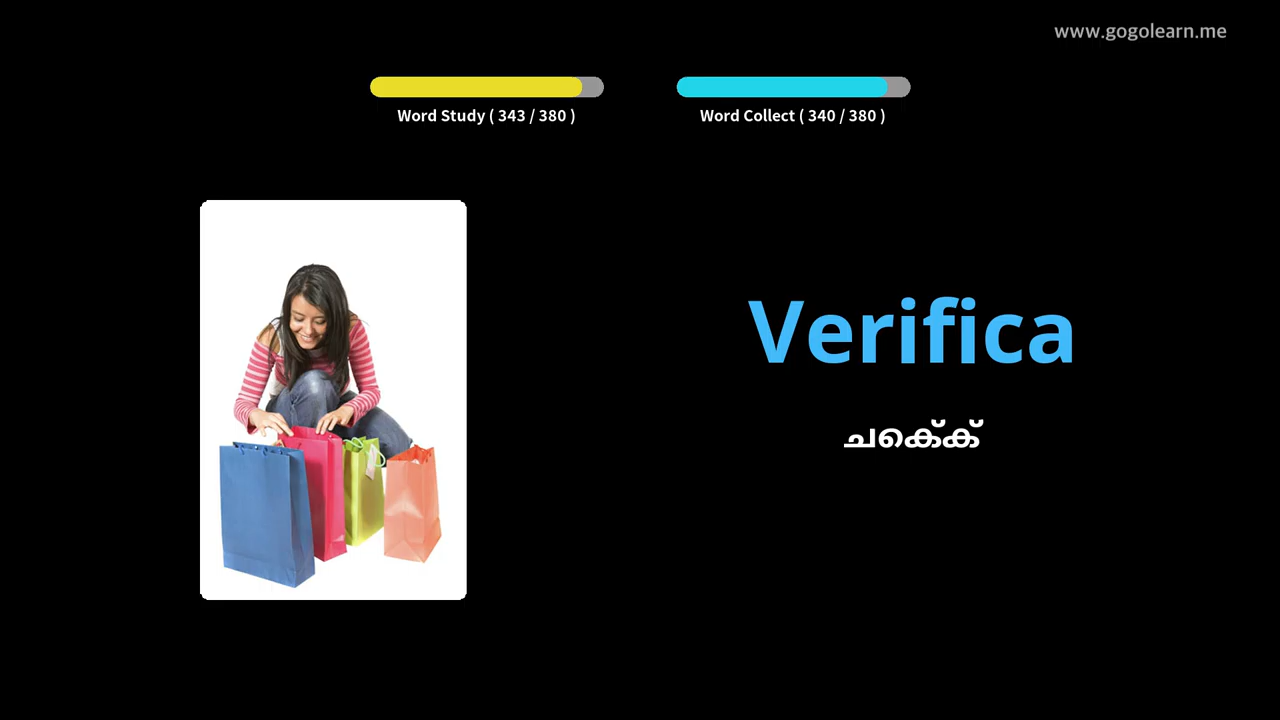 www.gogolearn.me
Word Study ( 343 / 380 )
Word Collect ( 340 / 380 )
Verifica
ചക്െക്